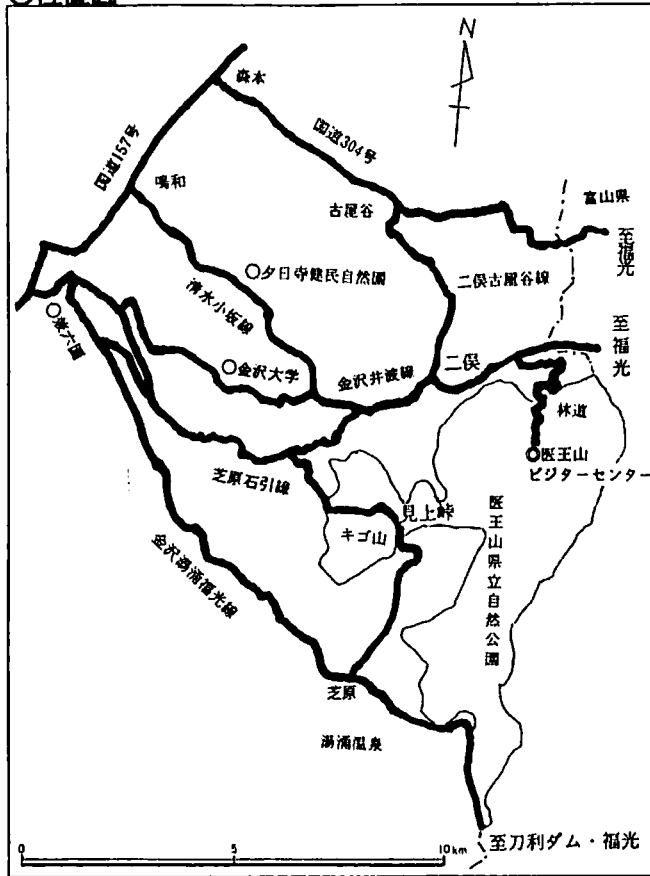 N
森本
国道304号
国道157号
鳴和
古屋谷
富山県
至福光
夕日寺健民自然園
二俣古屋谷線
清水小坂線
至福光
兼六園
金沢大学
金沢井波線
二俣
林道
医王山
ビジターセンター
芝原石引線
見上峠
キゴ山
医王山県立自然公園
金沢湯涌福光線
芝原
湯涌温泉
0 5 10km
至刀利ダム・福光